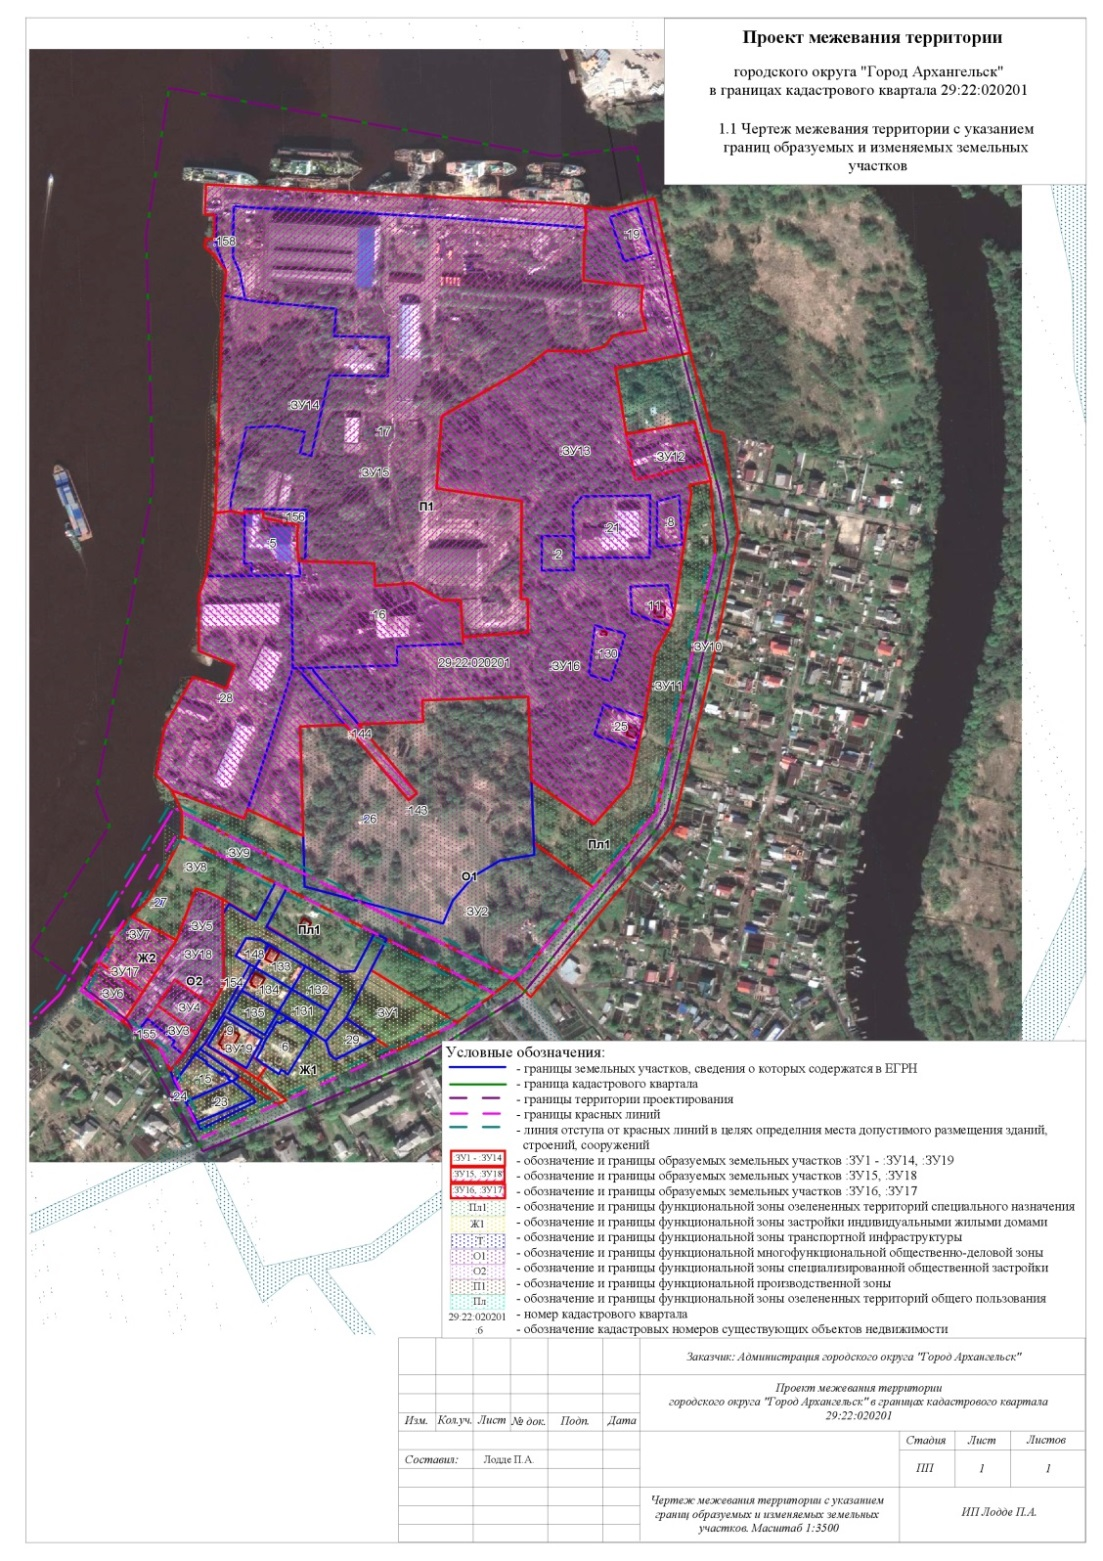 Проект межевания территории
городского округа "Город Архангельск"
в границах кадастрового квартала 29:22:020201
1.1 Чертеж межевания территории с указанием
границ образуемых и изменяемых земельных
участков
:19
:158
:ЗУ14
:17
:ЗУ15
:ЗУ13
:ЗУ12
П1
:156
:5
:21
:8
:2
:11
:16
:130
29:22:020201
:ЗУ16
:ЗУ10
:ЗУ11
:28
:25
:144
:143
:26
Пл1
:ЗУ9
:ЗУ8
О1
:ЗУ2
:27
:ЗУ5
Пл1
:ЗУ7
Ж2
:ЗУ18
:148
:133
:ЗУ17
О2
:154
:134
:132
:ЗУ6
:ЗУ4
:135
:131
:ЗУ1
:155
:ЗУ3
:9
:ЗУ19
:6
:29
Ж1
:15
:24
:23
Условные обозначения:
- границы земельных участков, сведения о которых содержатся в ЕГРН
- граница кадастрового квартала
- границы территории проектирования
- границы красных линий
- линия отступа от красных линий в целях определния места допустимого размещения зданий,
строений, сооружений
:ЗУ1 - :ЗУ14 - обозначение и границы образуемых земельных участков :ЗУ1 - :ЗУ14, :ЗУ19
:ЗУ15, :ЗУ18 - обозначение и границы образуемых земельных участков :ЗУ15, :ЗУ18
:ЗУ16, :ЗУ17 - обозначение и границы образуемых земельных участков :ЗУ16, :ЗУ17
Пл1 - обозначение и границы функциональной зоны озелененных территорий специального назначения
Ж1 - обозначение и границы функциональной зоны застройки индивидуальными жилыми домами
Т - обозначение и границы функциональной зоны транспортной инфраструктуры
О1 - обозначение и границы функциональной многофункциональной общественно-деловой зоны
О2 - обозначение и границы функциональной зоны специализированной общественной застройки
П1 - обозначение и границы функциональной производственной зоны
Пл - обозначение и границы функциональной зоны озелененных территорий общего пользования
29:22:020201 - номер кадастрового квартала
:6 - обозначение кадастровых номеров существующих объектов недвижимости
Заказчик: Администрация городского округа "Город Архангельск"
Проект межевания территории
городского округа "Город Архангельск" в границах кадастрового квартала
29:22:020201
Изм. Кол.уч. Лист № док. Подп. Дата
Стадия Лист Листов
Составил: Лодде П.А.
ПП 1 1
Чертеж межевания территории с указанием
границ образуемых и изменяемых земельных
участков. Масштаб 1:3500
ИП Лодде П.А.